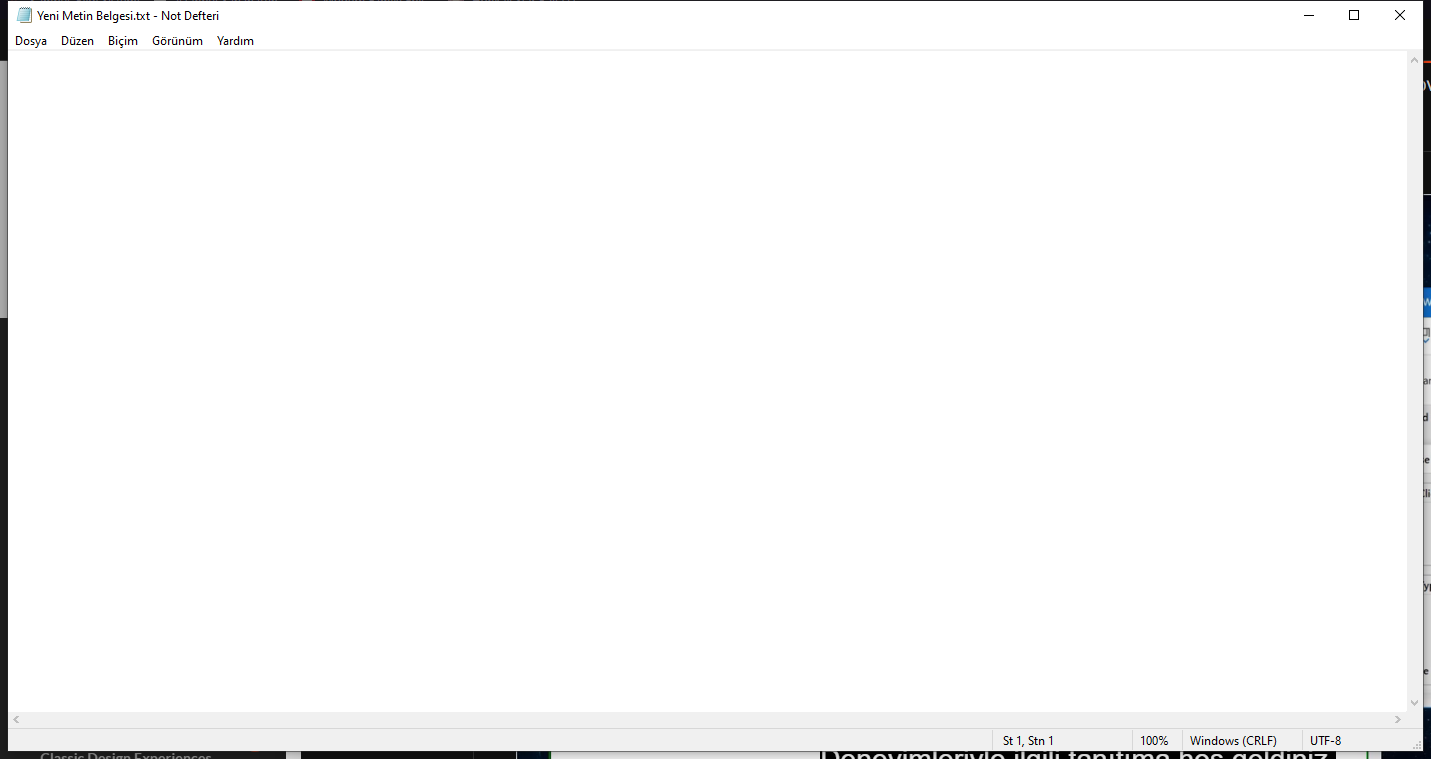 Yeni Metin Belgesi.txt - Not Defteri
Dosya Düzen Biçim Görünüm Yardım
St 1, Stn 1 100% Windows (CRLF) UTF-8
Classic Design Experiences
Deneyimleriyle ilgili tanıtıma hoş geldiniz